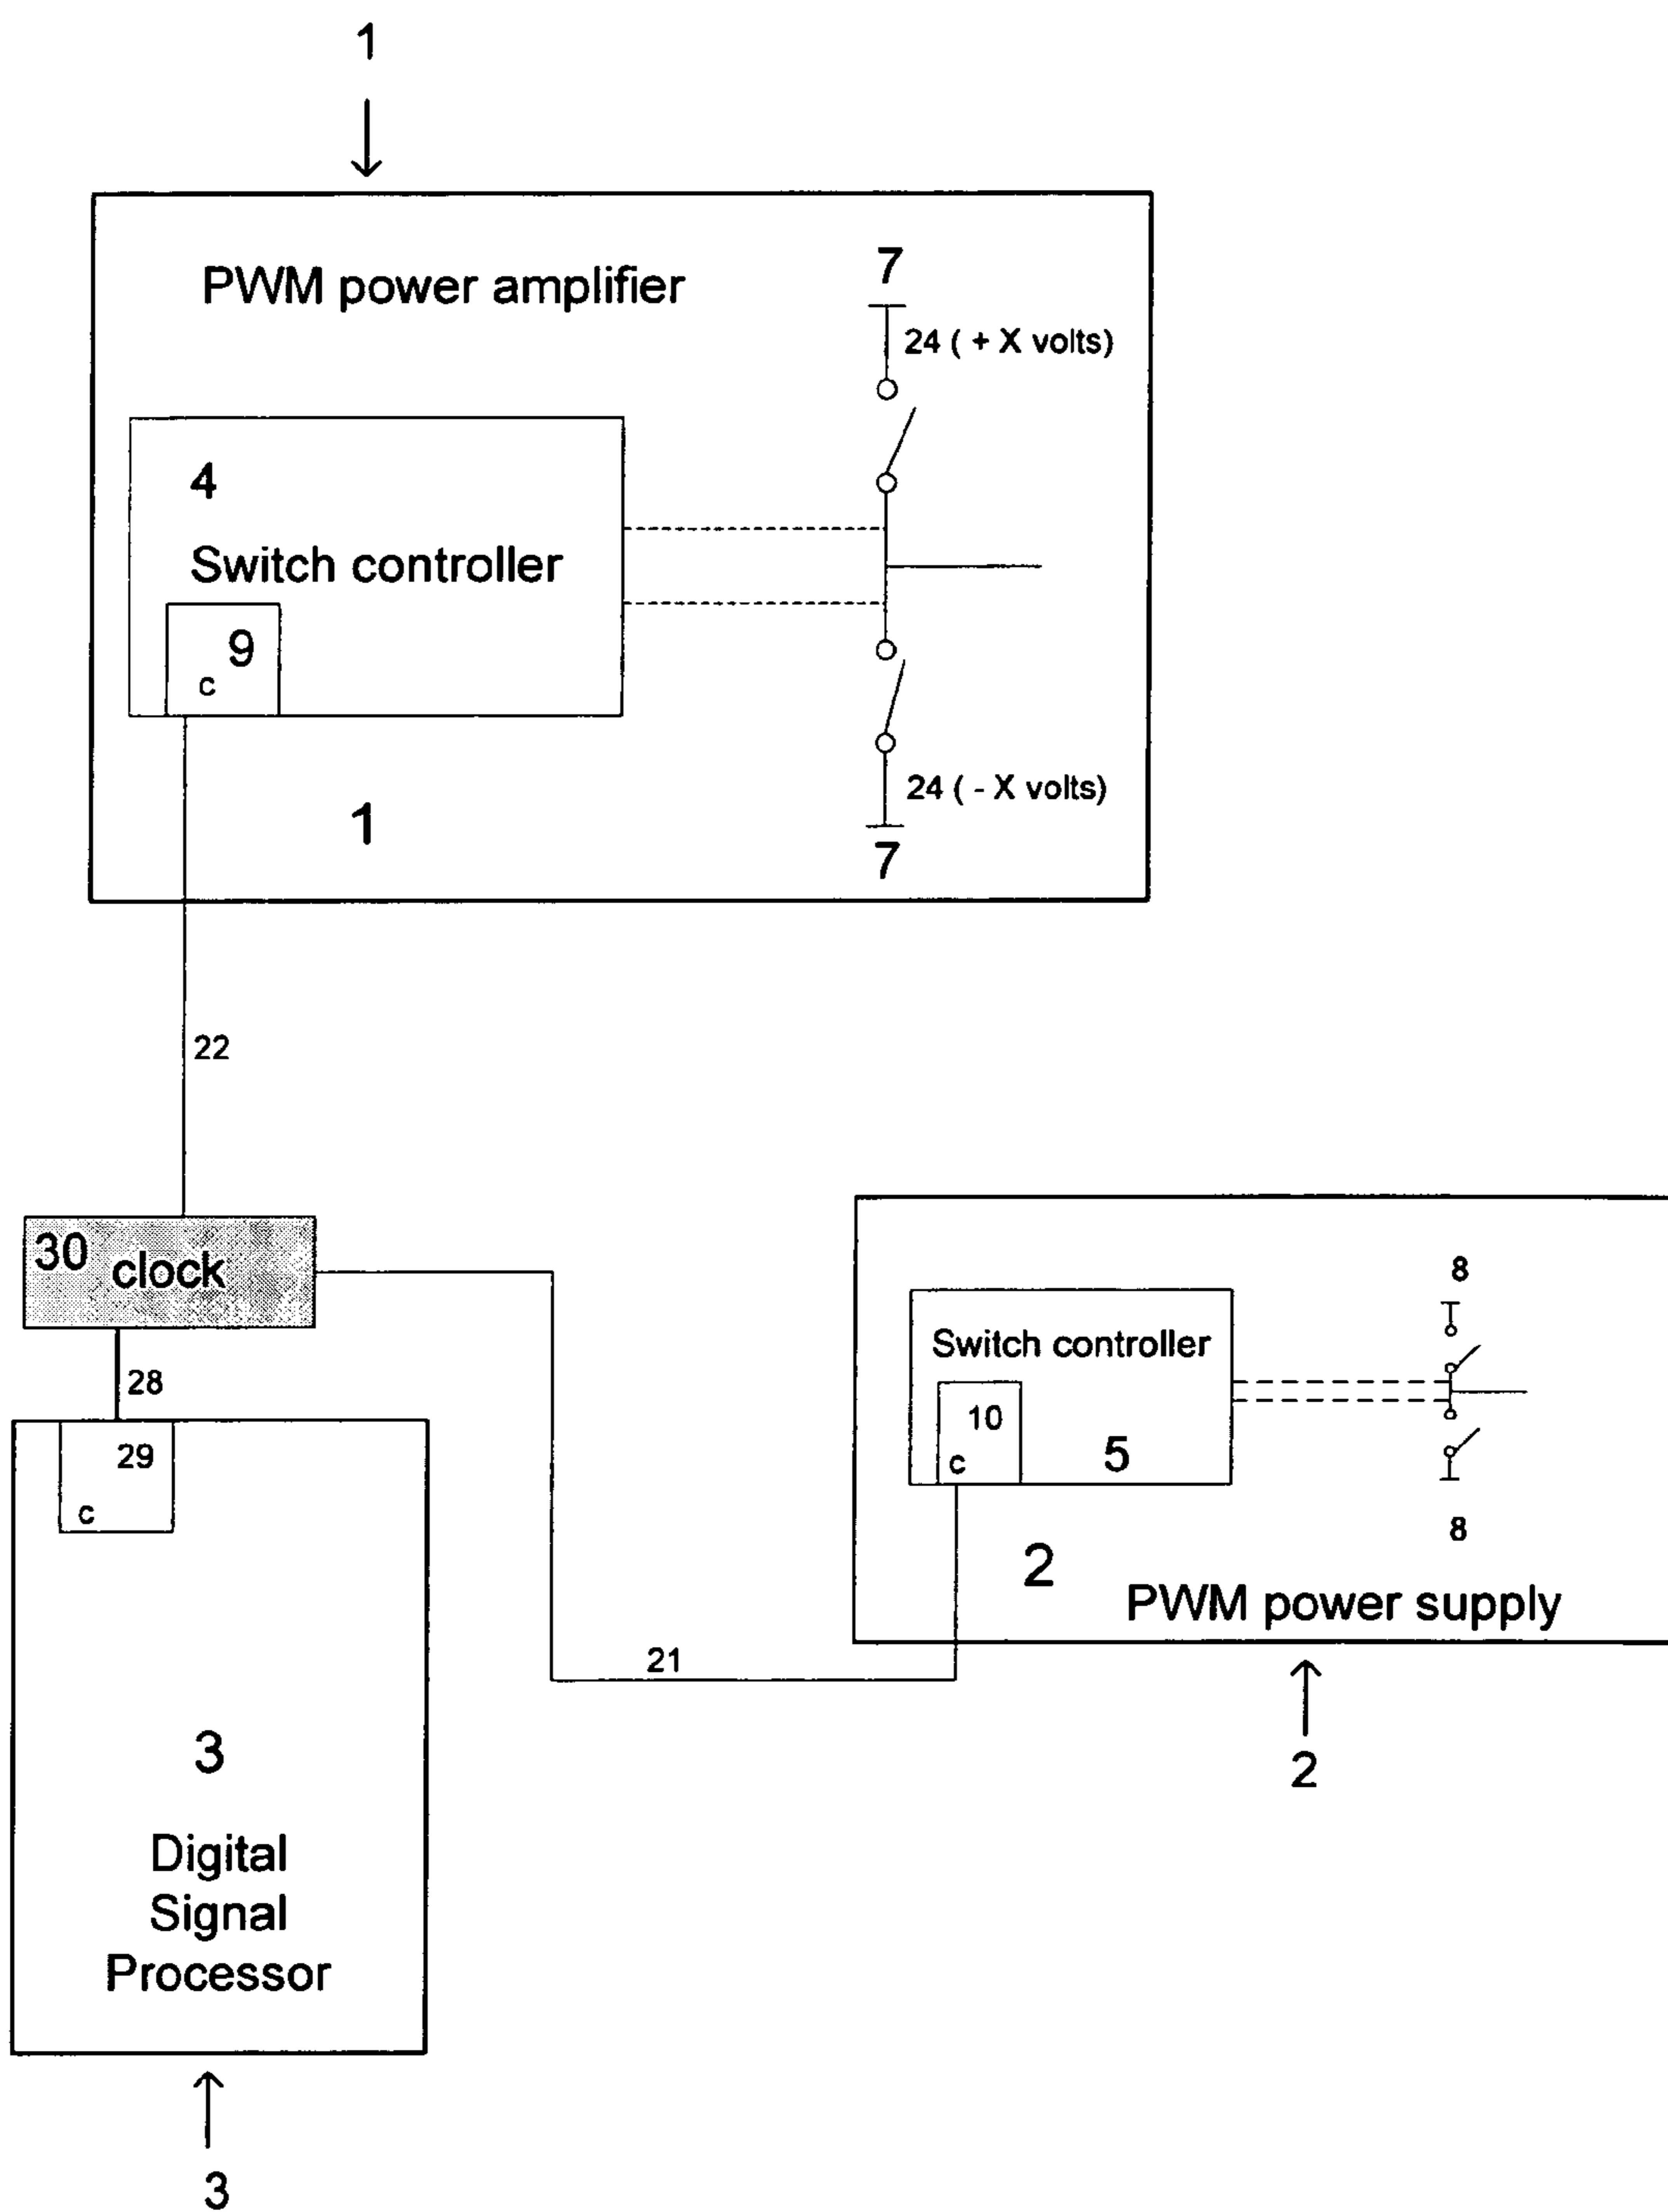 1
PWM power amplifier
7
24 ( + X volts)
4
Switch controller
9
c
24 ( - X volts)
1
7
22
30 clock
8
Switch controller
28
10
29
5
c
c
8
2
PWM power supply
21
3
2
Digital
Signal
Processor
3